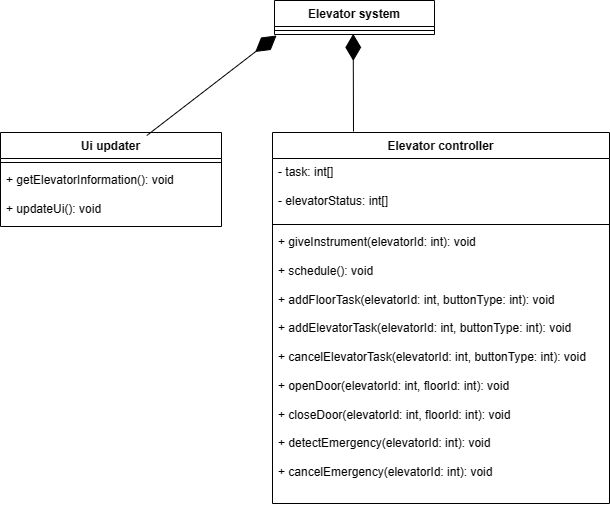 Elevator system
Ui updater
+ getElevatorInformation(): void
+ updateUi(): void
Elevator controller
- task: int[]
- elevatorStatus: int[]
+ giveInstrument(elevatorId: int): void
+ schedule(): void
+ addFloorTask(elevatorId: int, buttonType: int): void
+ addElevatorTask(elevatorId: int, buttonType: int): void
+ cancelElevatorTask(elevatorId: int, buttonType: int): void
+ openDoor(elevatorId: int, floorId: int): void
+ closeDoor(elevatorId: int, floorId: int): void
+ detectEmergency(elevatorId: int): void
+ cancelEmergency(elevatorId: int): void